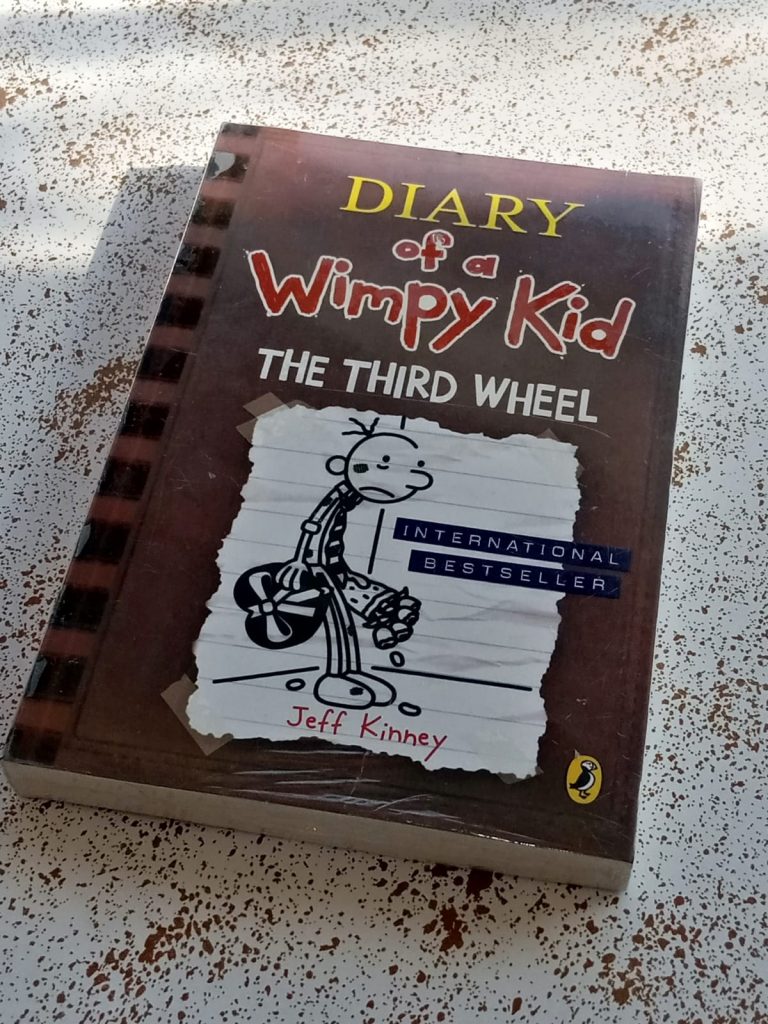 DIARY
of a
Wimpy Kid
THE THIRD WHEEL
INTERNATIONAL
BESTSELLER
Jeff Kinney